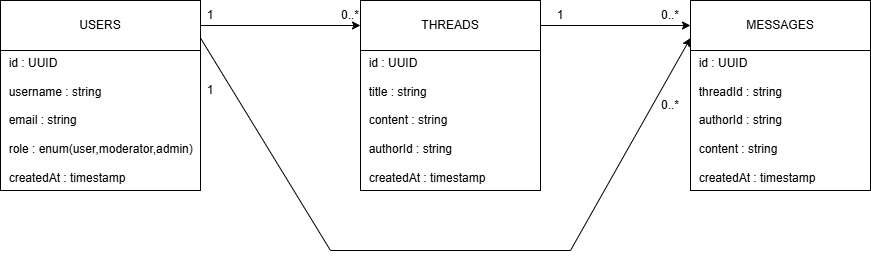 USERS
id : UUID
username : string
email : string
role : enum(user,moderator,admin)
createdAt : timestamp
1
0..*
THREADS
id : UUID
title : string
content : string
authorId : string
createdAt : timestamp
1
0..*
MESSAGES
id : UUID
threadId : string
authorId : string
content : string
createdAt : timestamp
1
0..*